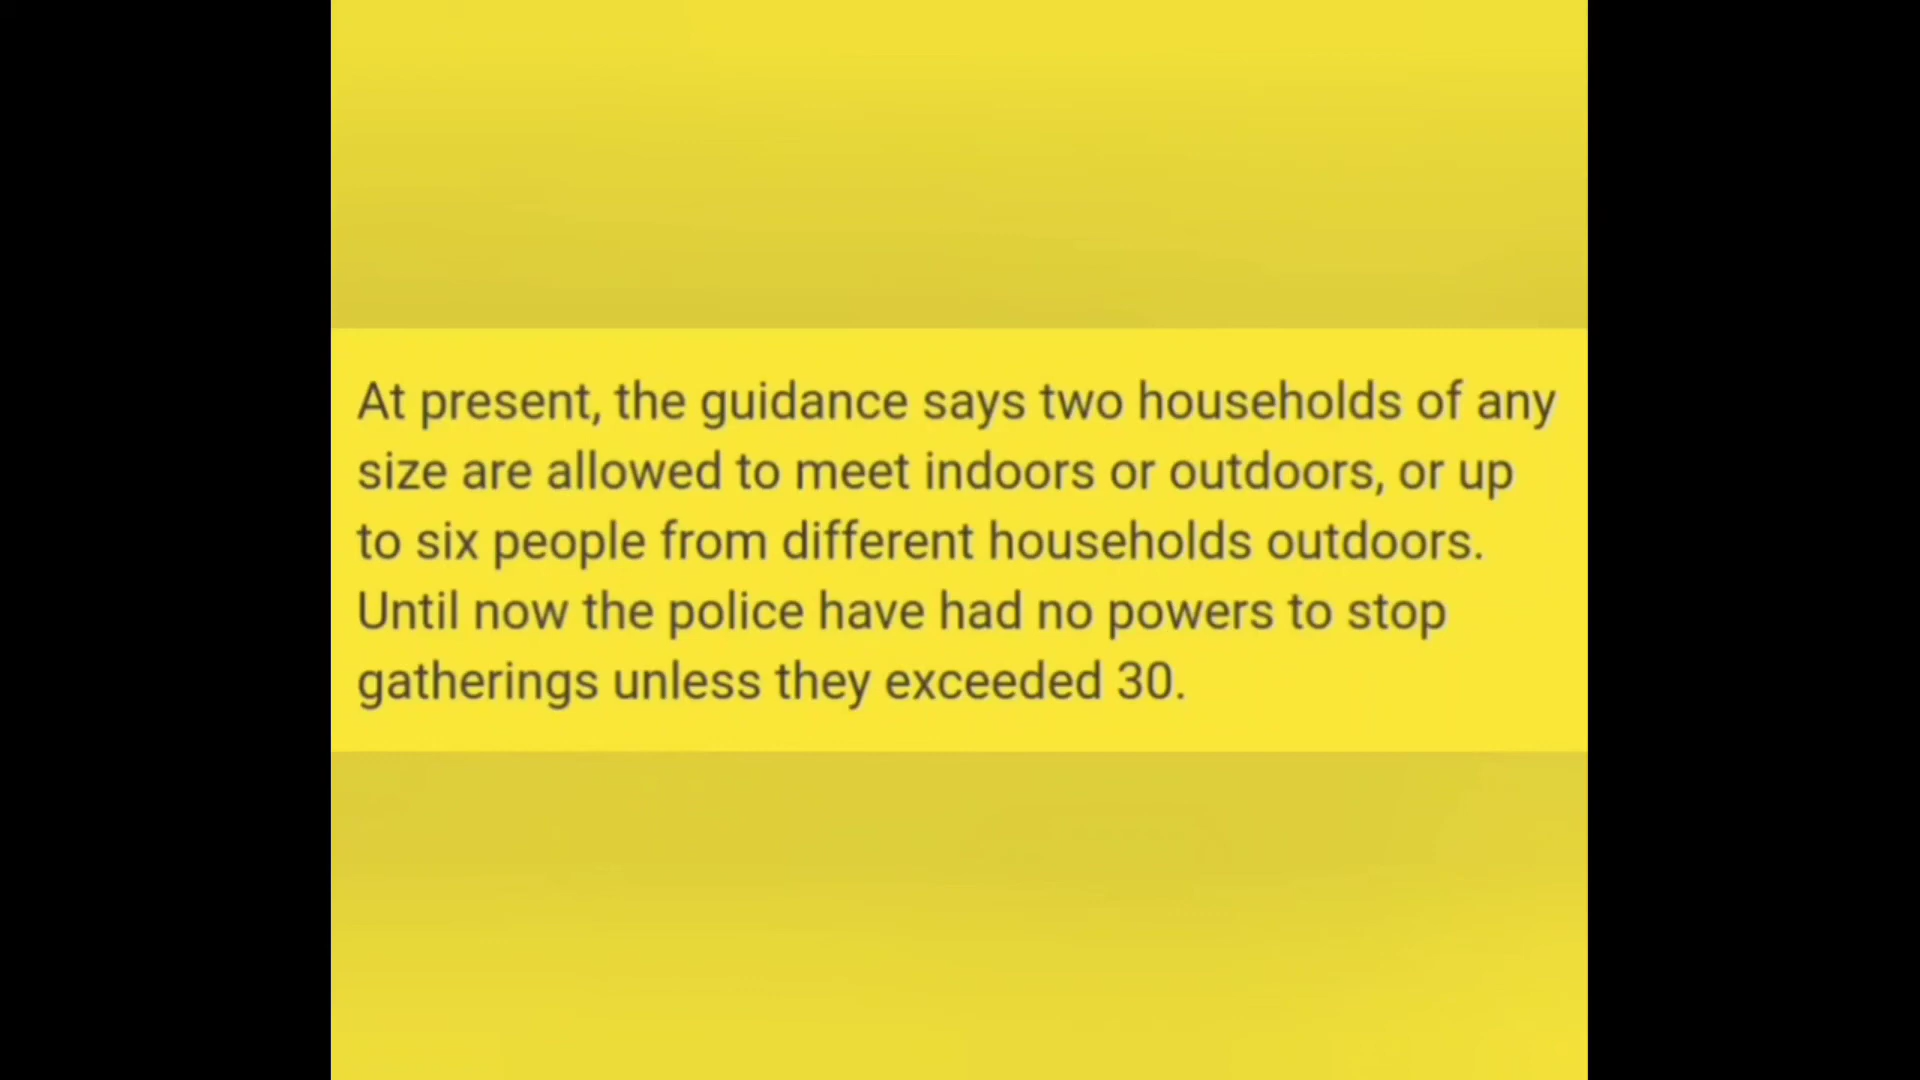 At present, the guidance says two households of any
size are allowed to meet indoors or outdoors, or up
to six people from different households outdoors.
Until now the police have had no powers to stop
gatherings unless they exceeded 30.